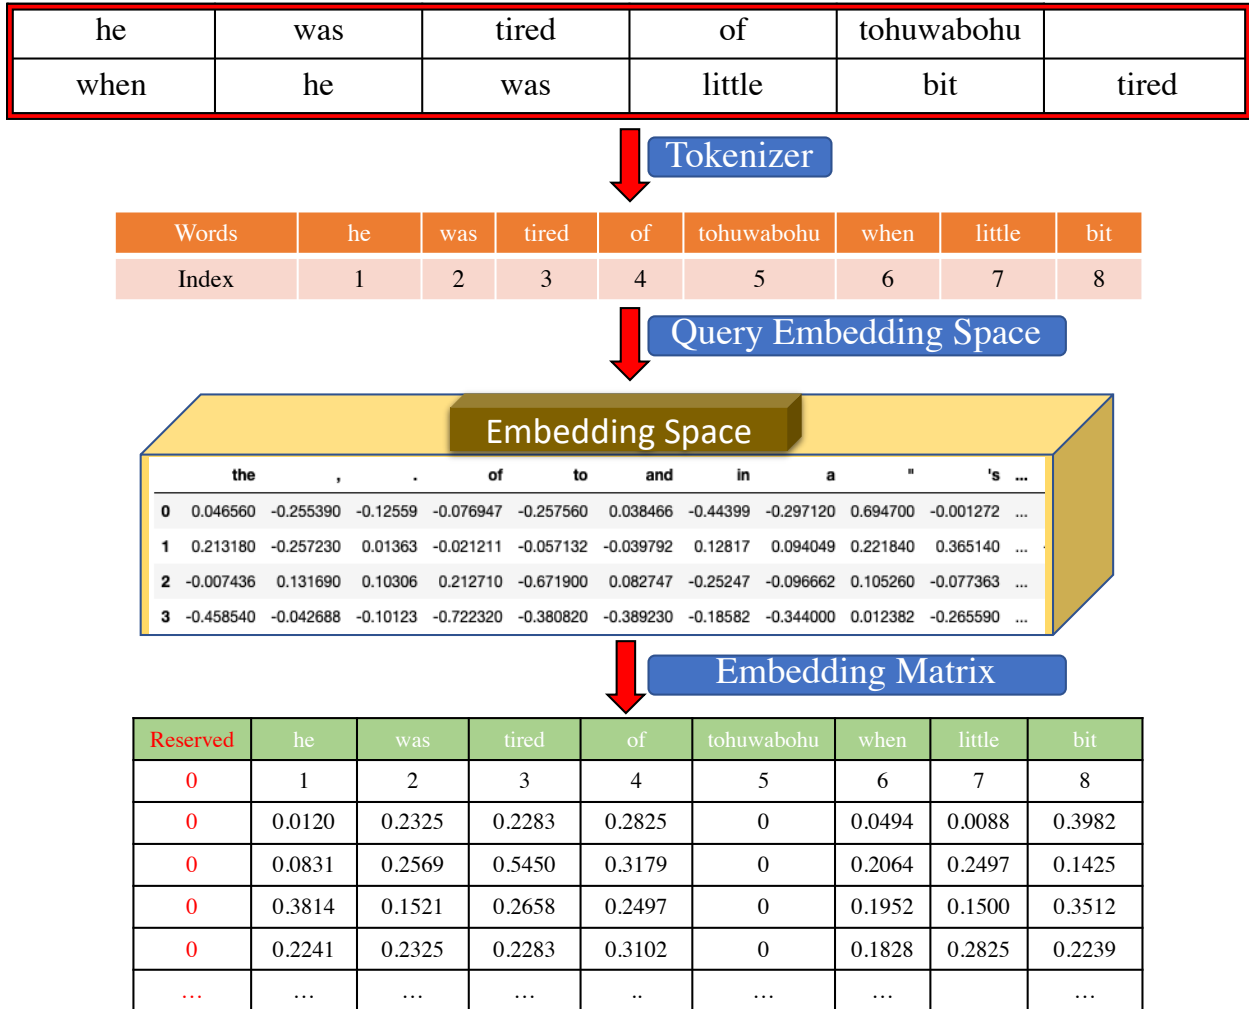 he was tired of tohuwabohu
when he was little bit tired
Tokenizer
Words he was tired of tohuwabohu when little bit
Index 1 2 3 4 5 6 7 8
Query Embedding Space
Embedding Space
the , . of to and in a " 's ...
0 0.046560 -0.255390 -0.12559 -0.076947 -0.257560 0.038466 -0.44399 -0.297120 0.694700 -0.001272 ...
1 0.213180 -0.257230 0.01363 -0.021211 -0.057132 -0.039792 0.12817 0.094049 0.221840 0.365140 ...
2 -0.007436 0.131690 0.10306 0.212710 -0.671900 0.082747 -0.25247 -0.096662 0.105260 -0.077363 ...
3 -0.458540 -0.042688 -0.10123 -0.722320 -0.380820 -0.389230 -0.18582 -0.344000 0.012382 -0.265590 ...
Embedding Matrix
Reserved he was tired of tohuwabohu when little bit
0 1 2 3 4 5 6 7 8
0 0.0120 0.2325 0.2283 0.2825 0 0.0494 0.0088 0.3982
0 0.0831 0.2569 0.5450 0.3179 0 0.2064 0.2497 0.1425
0 0.3814 0.1521 0.2658 0.2497 0 0.1952 0.1500 0.3512
0 0.2241 0.2325 0.2283 0.3102 0 0.1828 0.2825 0.2239
... ... ... ... .. ... ... ...